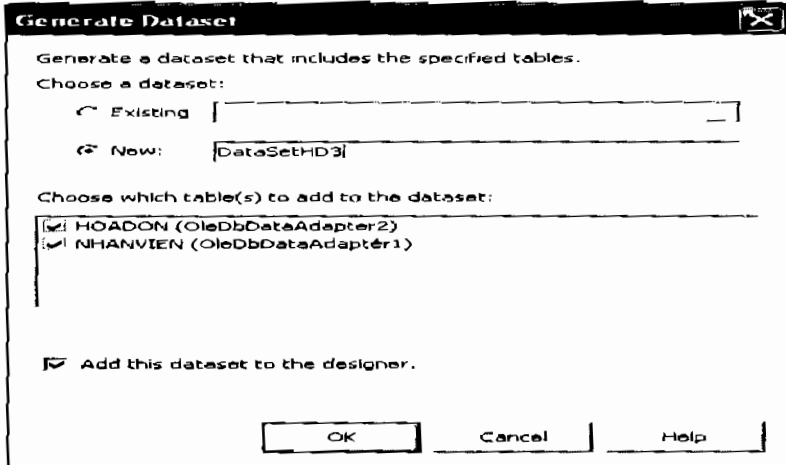 Generate Dataset
Generate a dataset that includes the specified tables.
Choose a dataset:
Existing
New: DataSetHD3
Choose which table(s) to add to the dataset:
HOADON (OleDbDataAdapter2)
NHANVIEN (OleDbDataAdapter1)
Add this dataset to the designer.
OK Cancel Help